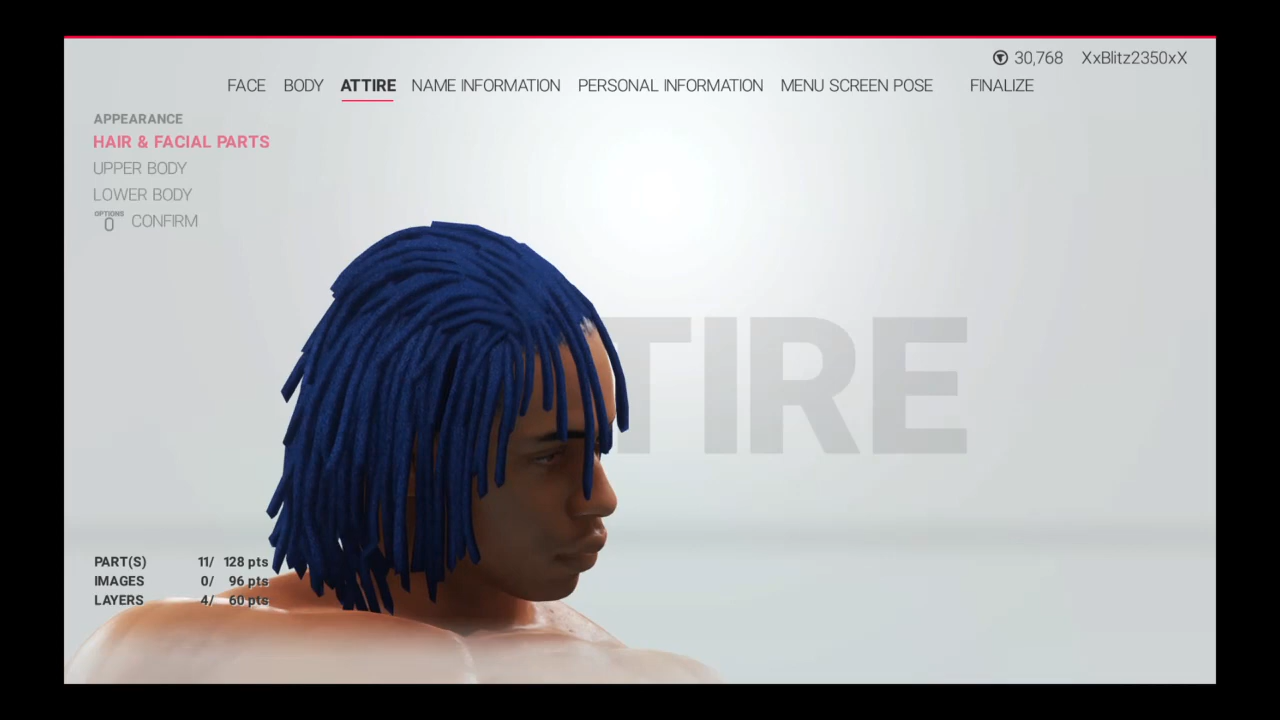 30,768 XxBlitz2350xX
FACE BODY ATTIRE NAME INFORMATION PERSONAL INFORMATION MENU SCREEN POSE FINALIZE
APPEARANCE
HAIR & FACIAL PARTS
UPPER BODY
LOWER BODY
OPTIONS CONFIRM
TIRE
PART(S) 11/ 128 pts
IMAGES 0/ 96 pts
LAYERS 4/ 60 pts